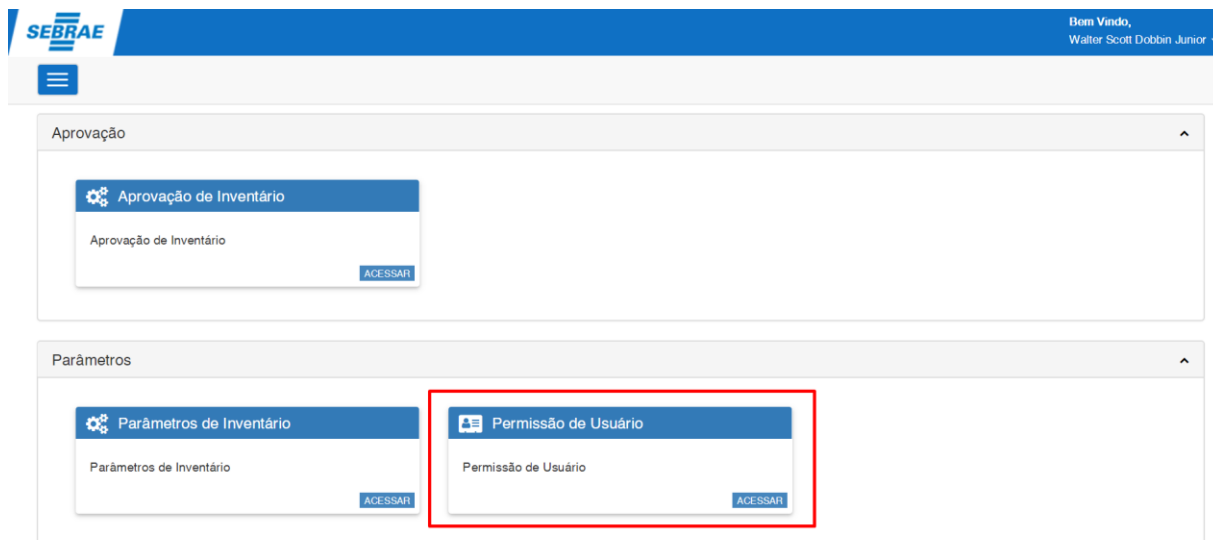 SEBRAE
Bem Vindo,
Walter Scott Dobbin Junior
Aprovação
Aprovação de Inventário
Aprovação de Inventário
ACESSAR
Parâmetros
Parâmetros de Inventário
Permissão de Usuário
Parâmetros de Inventário
Permissão de Usuário
ACESSAR
ACESSAR